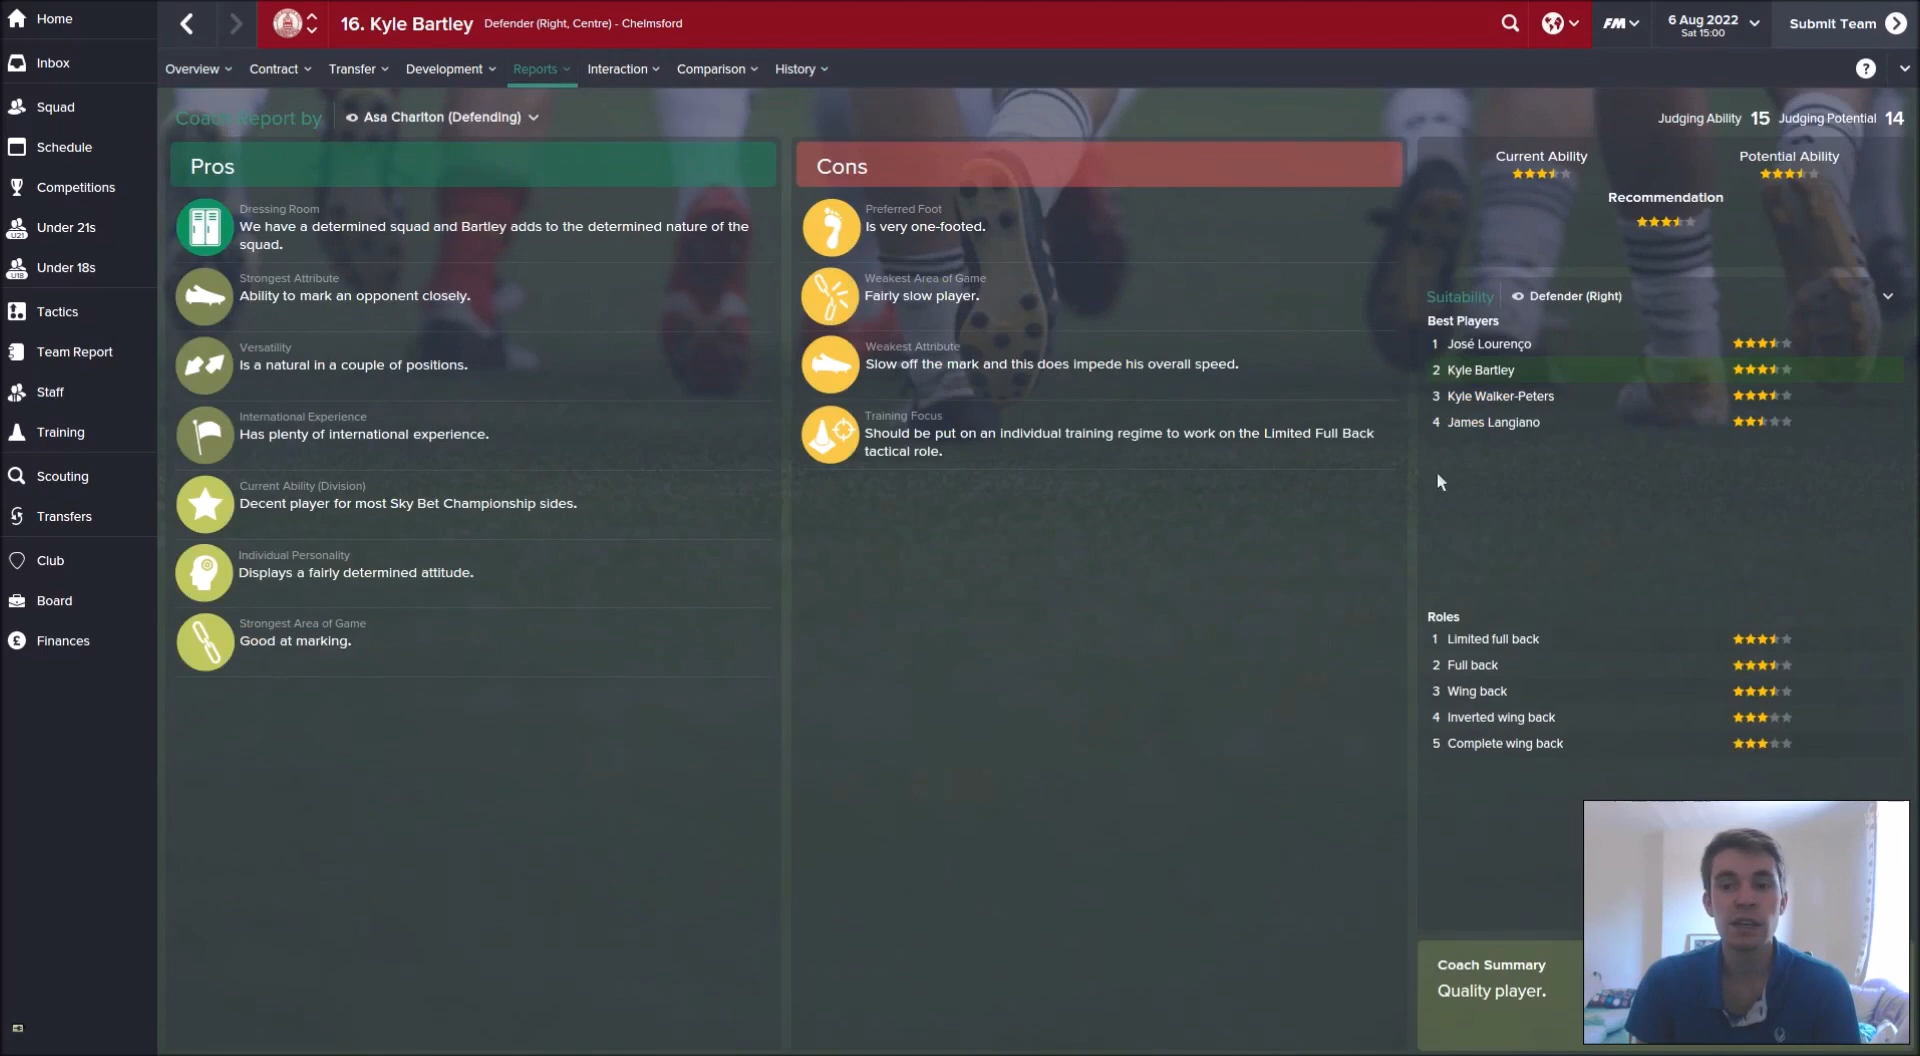 Home
Inbox
Squad
Schedule
Competitions
Under 21s
U21
Under 18s
U18
Tactics
Team Report
Staff
Training
Scouting
Transfers
Club
Board
Finances
16. Kyle Bartley Defender (Right, Centre) - Chelmsford
FM
6 Aug 2022
Sat 15:00
Submit Team
Overview Contract Transfer Development Reports Interaction Comparison History
?
Coach Report by Asa Charlton (Defending)
Judging Ability 15 Judging Potential 14
Pros
Dressing Room
We have a determined squad and Bartley adds to the determined nature of the
squad.
Strongest Attribute
Ability to mark an opponent closely.
Versatility
Is a natural in a couple of positions.
International Experience
Has plenty of international experience.
Current Ability (Division)
Decent player for most Sky Bet Championship sides.
Individual Personality
Displays a fairly determined attitude.
Strongest Area of Game
Good at marking.
Cons
Preferred Foot
Is very one-footed.
Weakest Area of Game
Fairly slow player.
Weakest Attribute
Slow off the mark and this does impede his overall speed.
Training Focus
Should be put on an individual training regime to work on the Limited Full Back
tactical role.
Current Ability
Potential Ability
Recommendation
Suitability Defender (Right)
Best Players
1 José Lourenço
2 Kyle Bartley
3 Kyle Walker-Peters
4 James Langiano
Roles
1 Limited full back
2 Full back
3 Wing back
4 Inverted wing back
5 Complete wing back
Coach Summary
Quality player.